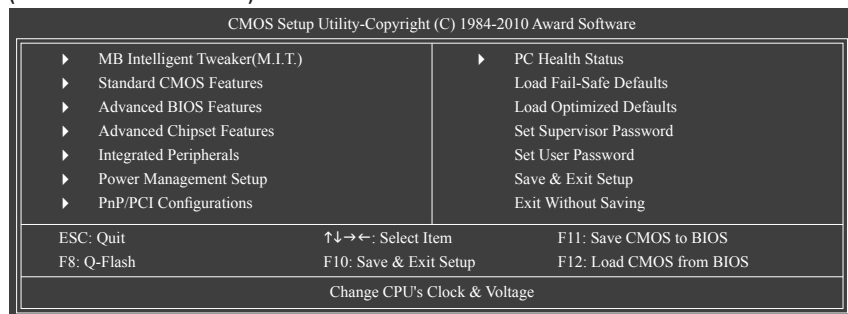 CMOS Setup Utility-Copyright (C) 1984-2010 Award Software
MB Intelligent Tweaker(M.I.T.)
Standard CMOS Features
Advanced BIOS Features
Advanced Chipset Features
Integrated Peripherals
Power Management Setup
PnP/PCI Configurations
PC Health Status
Load Fail-Safe Defaults
Load Optimized Defaults
Set Supervisor Password
Set User Password
Save & Exit Setup
Exit Without Saving
ESC: Quit ↑↓→←: Select Item F11: Save CMOS to BIOS
F8: Q-Flash F10: Save & Exit Setup F12: Load CMOS from BIOS
Change CPU's Clock & Voltage